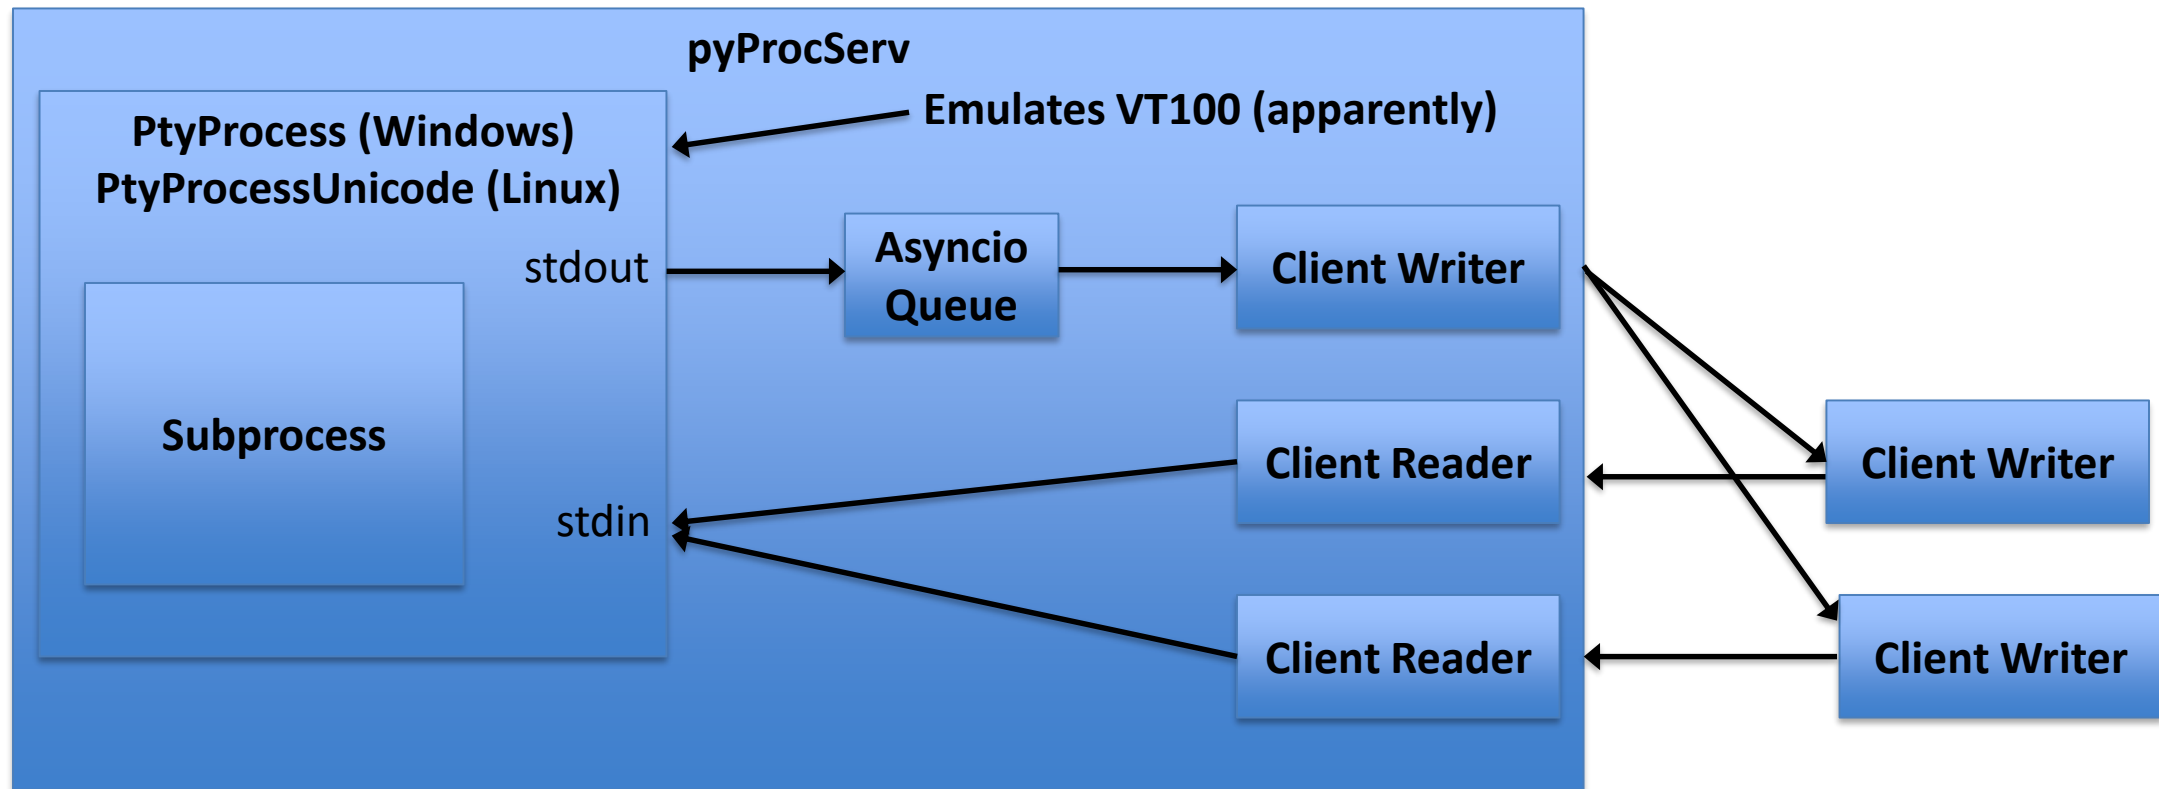 pyProcServ
Emulates VT100 (apparently)
PtyProcess (Windows)
PtyProcessUnicode (Linux)
stdout
Asyncio
Queue
Client Writer
Subprocess
Client Reader
Client Writer
stdin
Client Reader
Client Writer